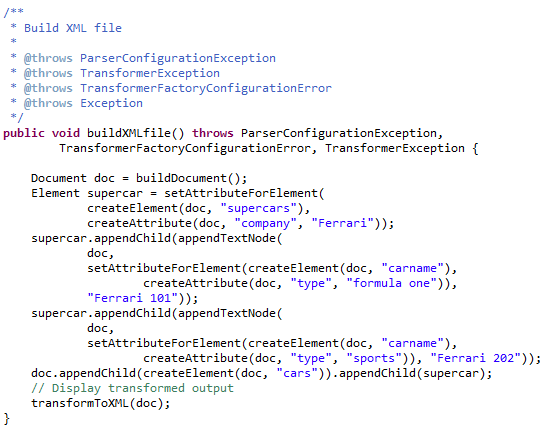 /**
 * Build XML file
 *
 * @throws ParserConfigurationException
 * @throws TransformerException
 * @throws TransformerFactoryConfigurationError
 * @throws Exception
 */
public void buildXMLfile() throws ParserConfigurationException,
        TransformerFactoryConfigurationError, TransformerException {

    Document doc = buildDocument();
    Element supercar = setAttributeForElement(
            createElement(doc, "supercars"),
            createAttribute(doc, "company", "Ferrari"));
    supercar.appendChild(appendTextNode(
            doc,
            setAttributeForElement(createElement(doc, "carname"),
                    createAttribute(doc, "type", "formula one")),
            "Ferrari 101"));
    supercar.appendChild(appendTextNode(
            doc,
            setAttributeForElement(createElement(doc, "carname"),
                    createAttribute(doc, "type", "sports")), "Ferrari 202"));
    doc.appendChild(createElement(doc, "cars")).appendChild(supercar);
    // Display transformed output
    transformToXML(doc);
}